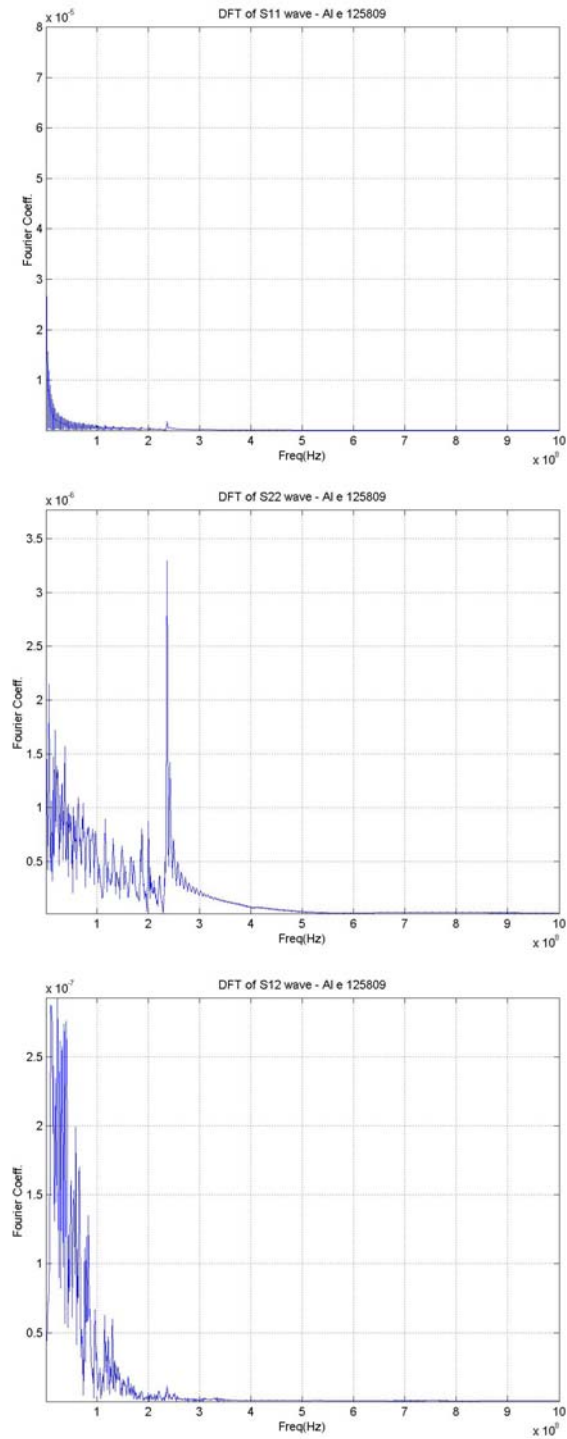 x 10⁻⁵
DFT of S11 wave - Al e 125809
8
7
6
5
4
3
2
1
Fourier Coeff.
1 2 3 4 5 6 7 8 9 10
Freq(Hz)
x 10⁸
x 10⁻⁶
DFT of S22 wave - Al e 125809
3.5
3
2.5
2
1.5
1
0.5
Fourier Coeff.
1 2 3 4 5 6 7 8 9 10
Freq(Hz)
x 10⁸
x 10⁻⁷
DFT of S12 wave - Al e 125809
2.5
2
1.5
1
0.5
Fourier Coeff.
1 2 3 4 5 6 7 8 9 10
Freq(Hz)
x 10⁸